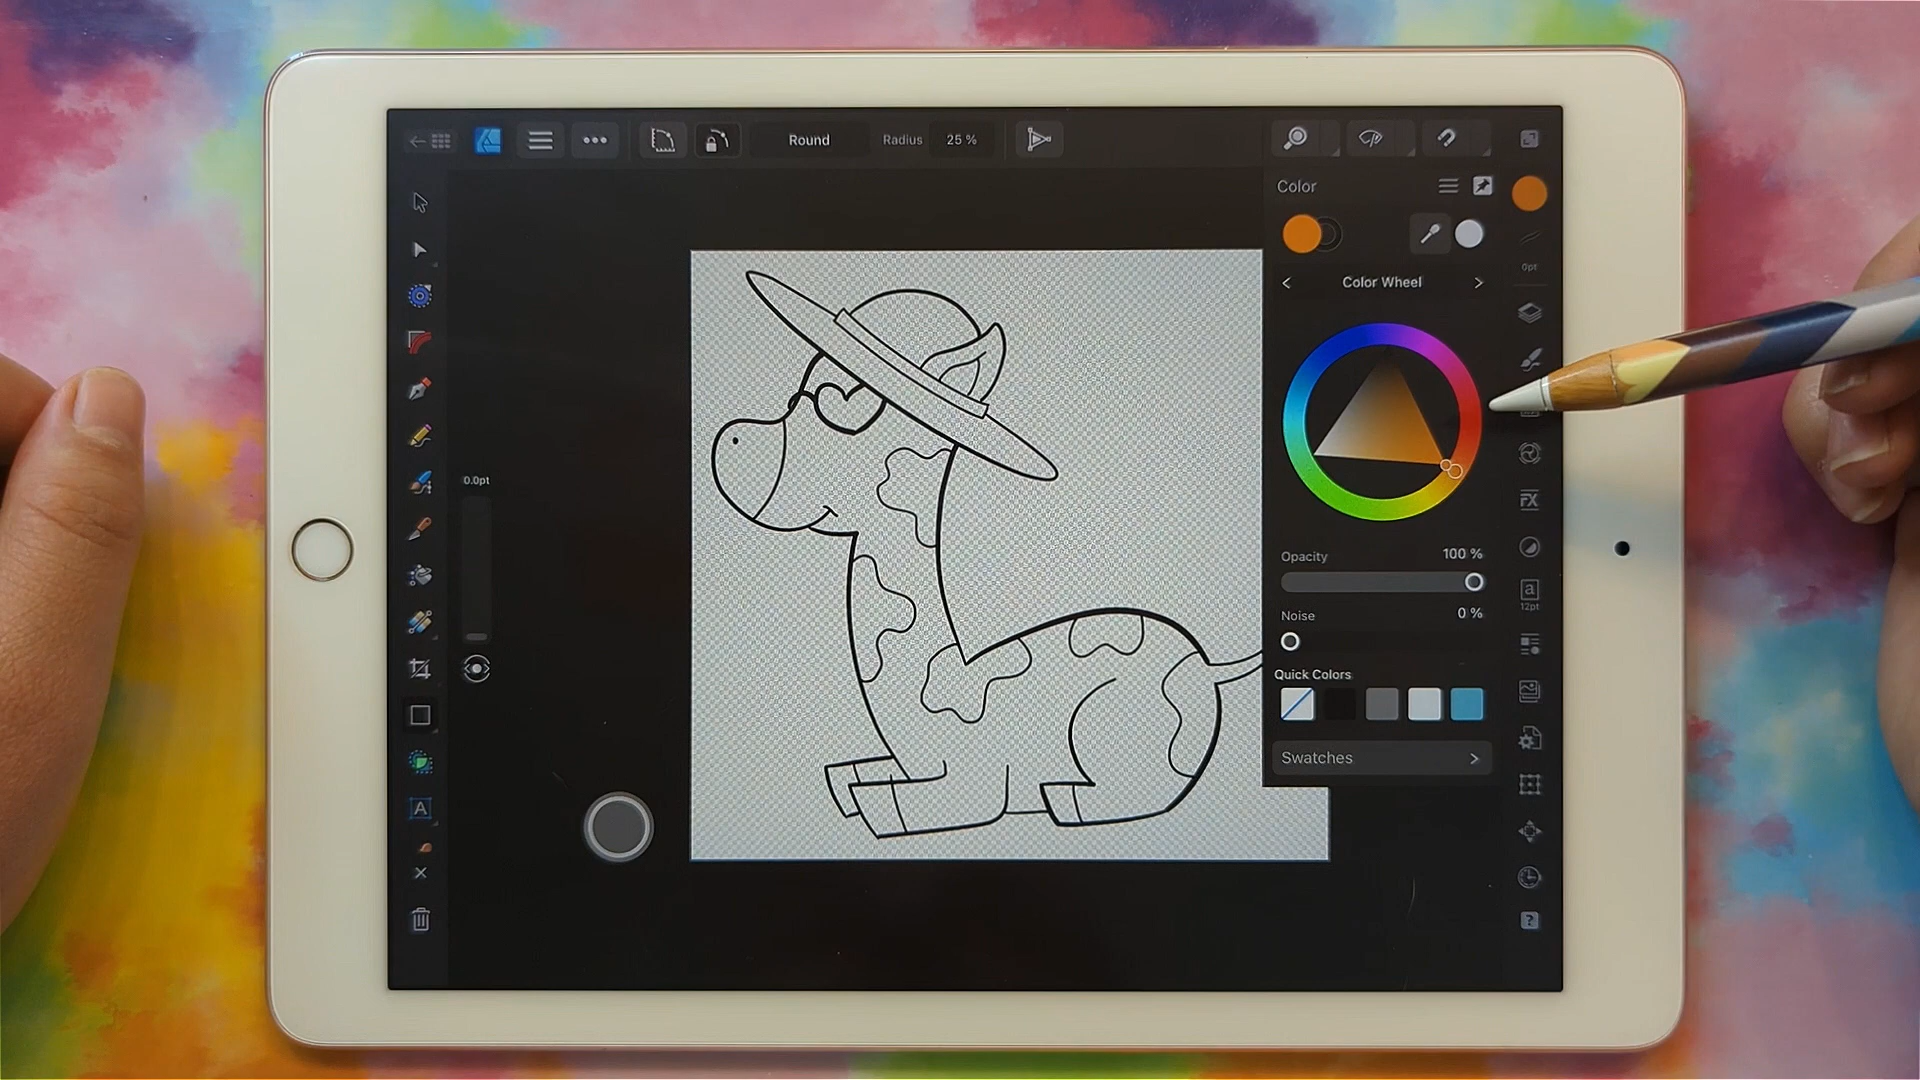 Round Radius 25 %
Color
0pt
Color Wheel
Opacity 100 %
Noise 0 %
Quick Colors
Swatches
0.0pt
A
FX
a
12pt
?